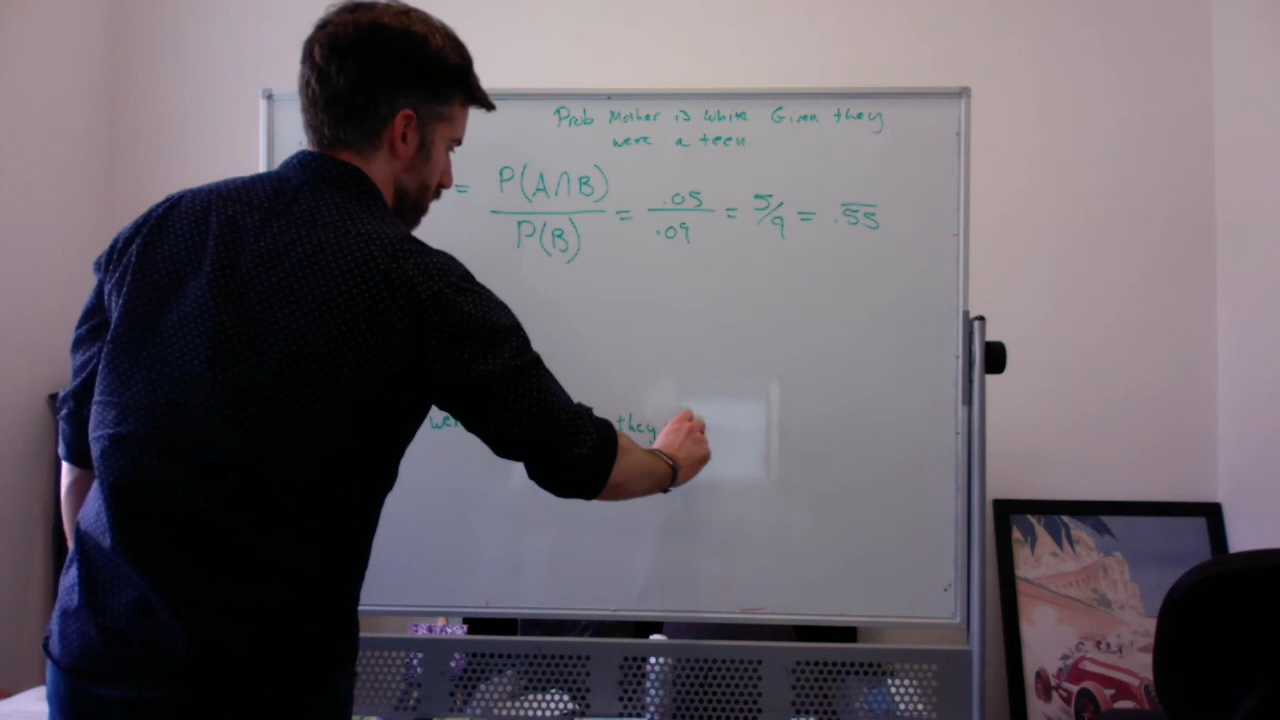 Prob Mother is white Given they
were a teen.
= P(A∩B) / P(B) = .05 / .09 = 5/9 = .55̅
they